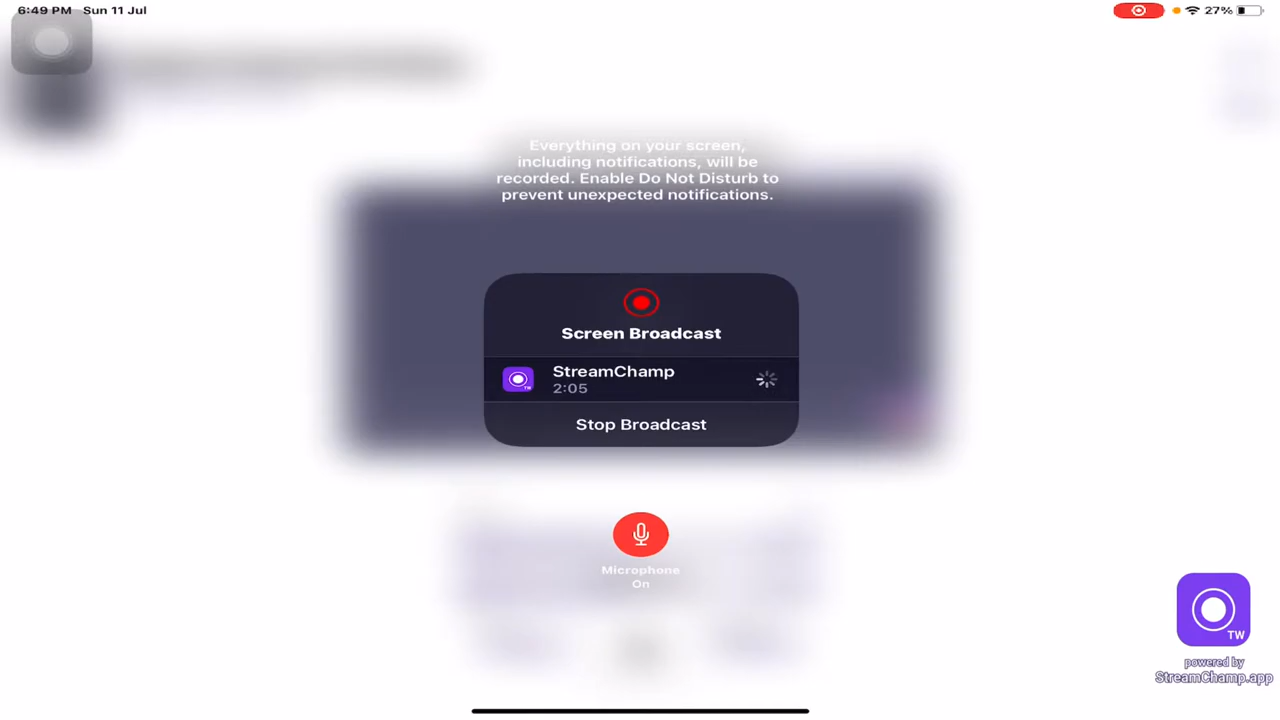 6:49 PM Sun 11 Jul
27%
Everything on your screen,
including notifications, will be
recorded. Enable Do Not Disturb to
prevent unexpected notifications.
Screen Broadcast
StreamChamp
2:05
Stop Broadcast
Microphone
On
TW
powered by
StreamChamp.app